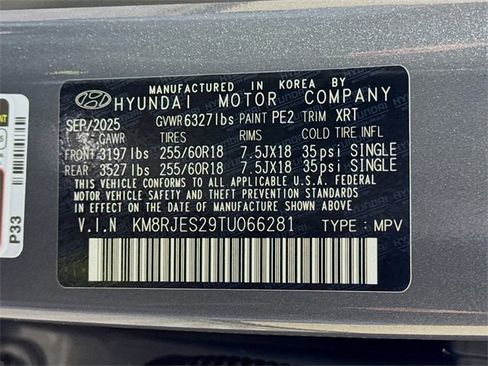 MANUFACTURED IN KOREA BY
HYUNDAI MOTOR COMPANY
SEP/2025 GVWR 6327lbs PAINT PE2 TRIM XRT
GAWR TIRES RIMS COLD TIRE INFL
FRONT 3197lbs 255/60R18 7.5JX18 35psi SINGLE
REAR 3527lbs 255/60R18 7.5JX18 35psi SINGLE
THIS VEHICLE CONFORMS TO ALL APPLICABLE U.S.A. FEDERAL
MOTOR VEHICLE SAFETY AND THEFT PREVENTION STANDARDS
IN EFFECT ON THE DATE OF MANUFACTURE SHOWN ABOVE.
V.I.N KM8RJES29TU066281 TYPE : MPV
P33